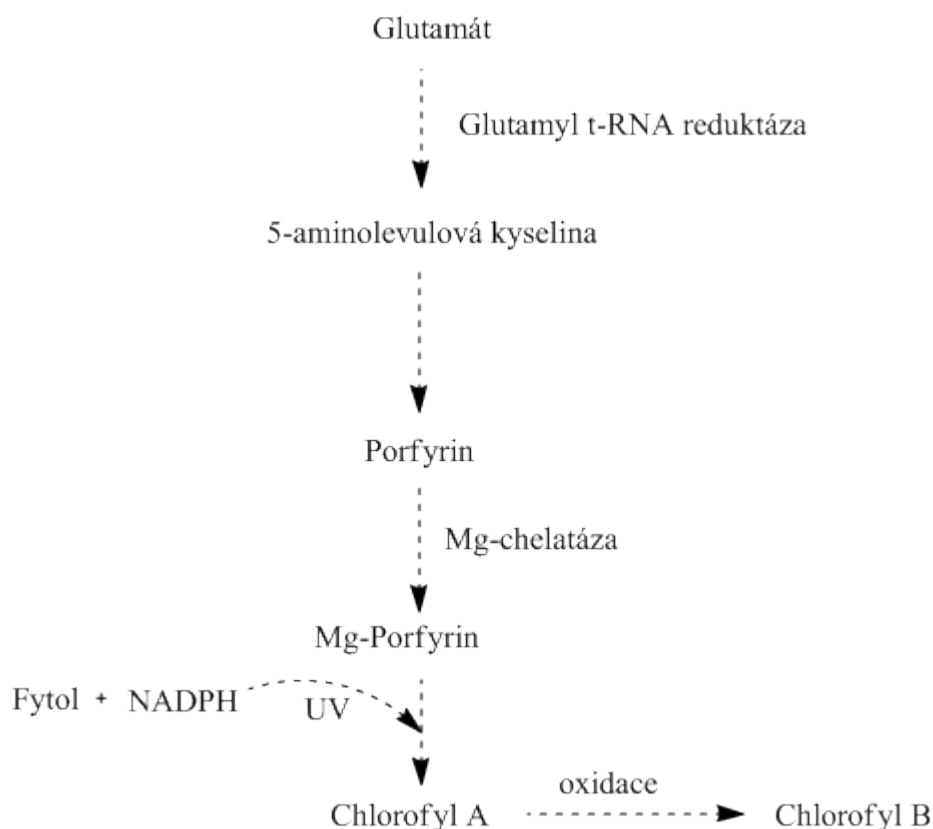 Glutamát
Glutamyl t-RNA reduktáza
5-aminolevulová kyselina
Porfyrin
Mg-chelatáza
Mg-Porfyrin
Fytol + NADPH
UV
oxidace
Chlorofyl A
Chlorofyl B